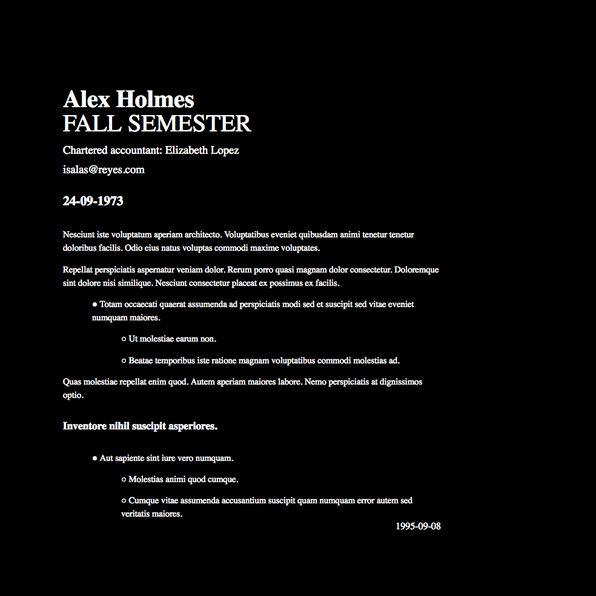 Alex Holmes
FALL SEMESTER
Chartered accountant: Elizabeth Lopez
isalas@reyes.com
24-09-1973
Nesciunt iste voluptatum aperiam architecto. Voluptatibus eveniet quibusdam animi tenetur tenetur
doloribus facilis. Odio eius natus voluptas commodi maxime voluptates.
Repellat perspiciatis aspernatur veniam dolor. Rerum porro quasi magnam dolor consectetur. Doloremque
sint dolore nisi similique. Nesciunt consectetur placeat ex possimus ex facilis.
● Totam occaecati quaerat assumenda ad perspiciatis modi sed et suscipit sed vitae eveniet
numquam maiores.
○ Ut molestiae earum non.
○ Beatae temporibus iste ratione magnam voluptatibus commodi molestias ad.
Quas molestiae repellat enim quod. Autem aperiam maiores labore. Nemo perspiciatis at dignissimos
optio.
Inventore nihil suscipit asperiores.
● Aut sapiente sint iure vero numquam.
○ Molestias animi quod cumque.
○ Cumque vitae assumenda accusantium suscipit quam numquam error autem sed
veritatis maiores.
1995-09-08